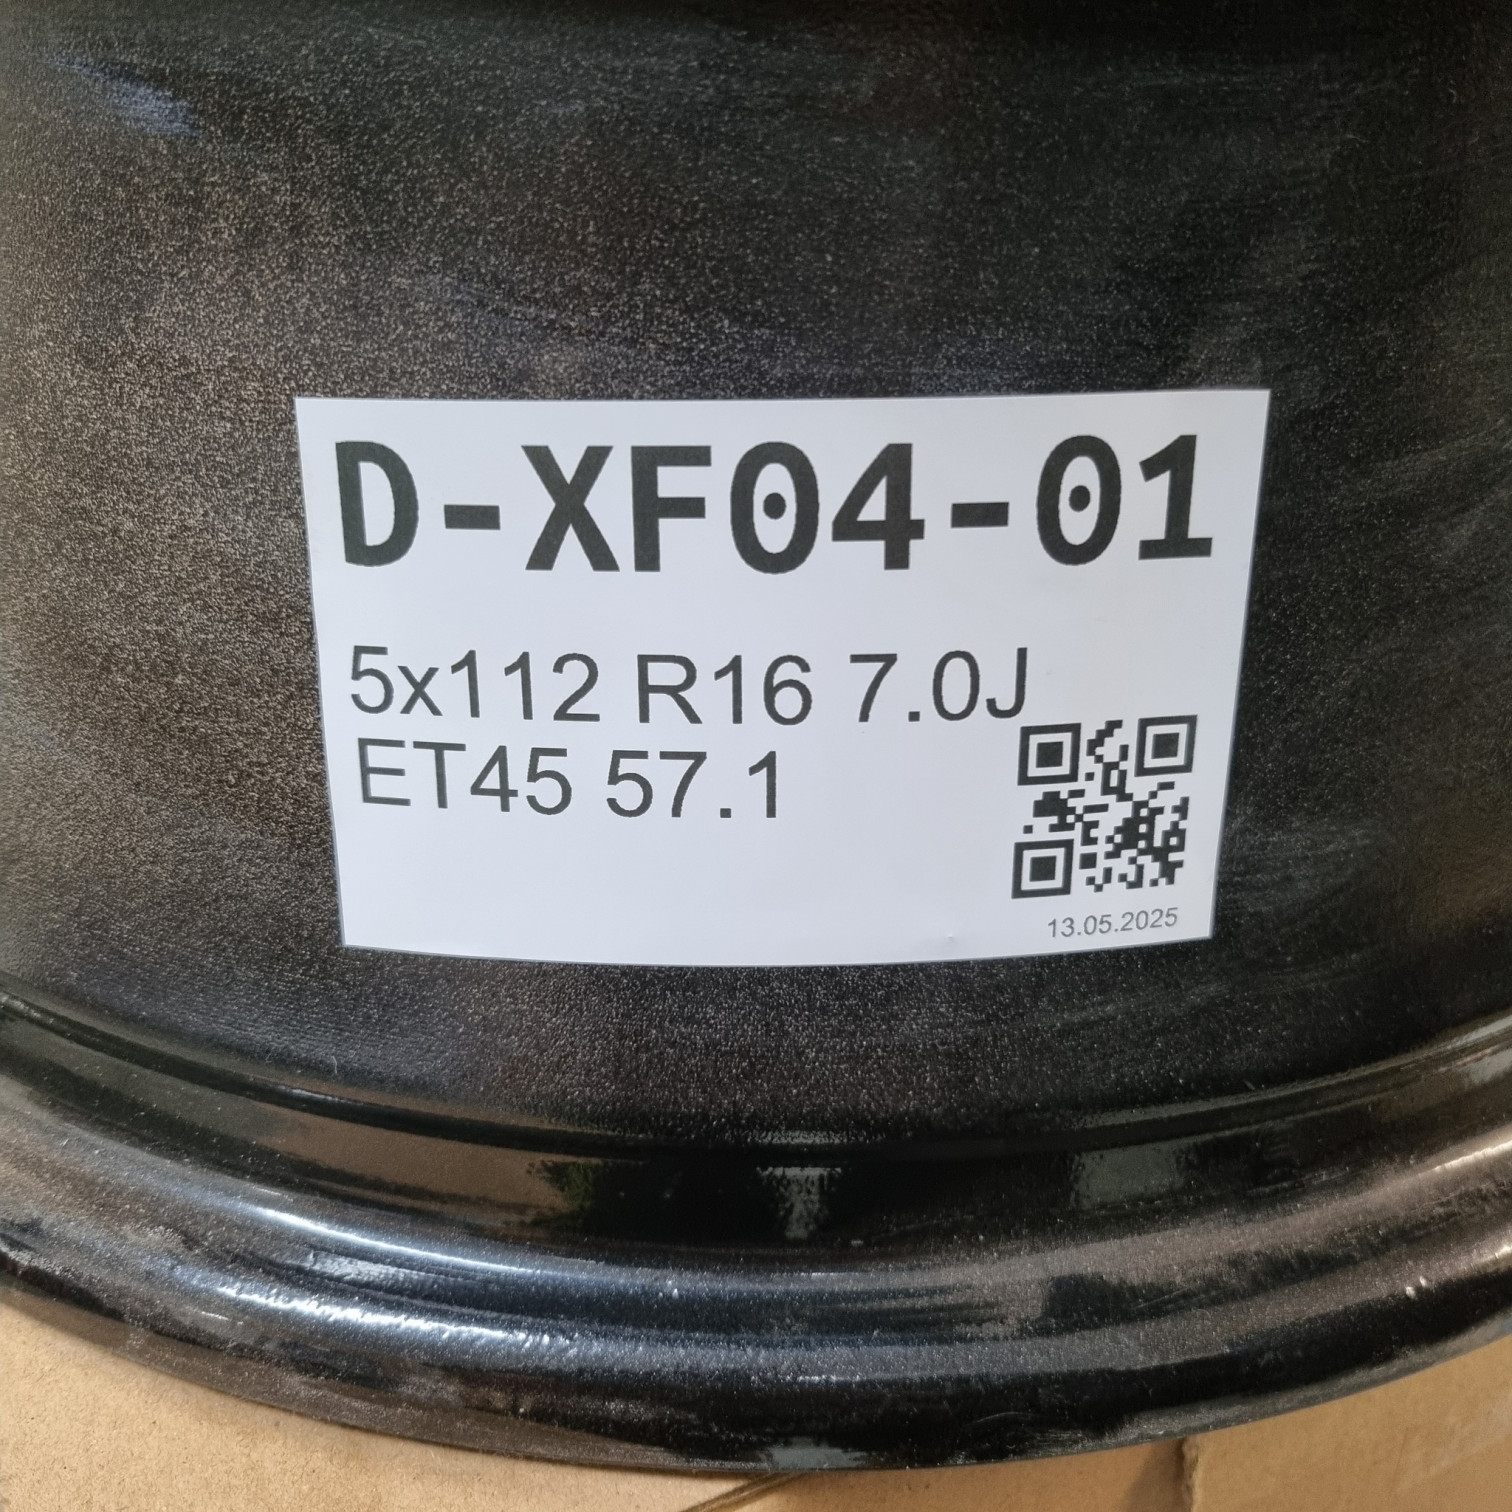 D-XF04-01
5x112 R16 7.0J
ET45 57.1
13.05.2025